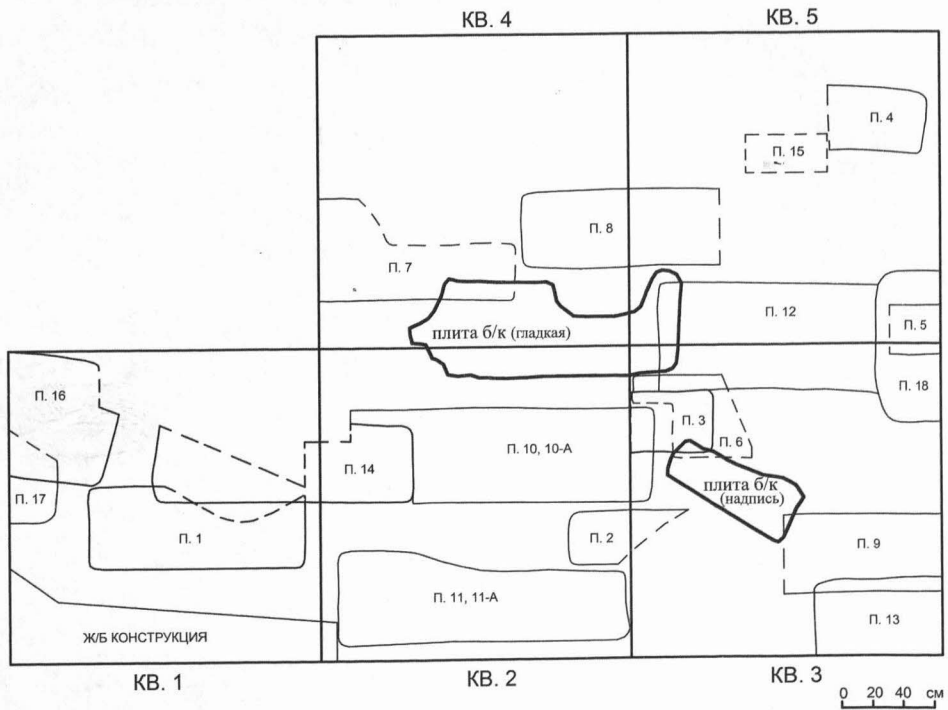 КВ. 4
КВ. 5
П. 4
П. 15
П. 8
П. 7
П. 12
П. 5
плита б/к (гладкая)
П. 18
П. 16
П. 3
П. 6
П. 10, 10-А
П. 14
плита б/к
(надпись)
П. 17
П. 1
П. 2
П. 9
П. 11, 11-А
П. 13
Ж/Б КОНСТРУКЦИЯ
КВ. 1
КВ. 2
КВ. 3
0 20 40 см